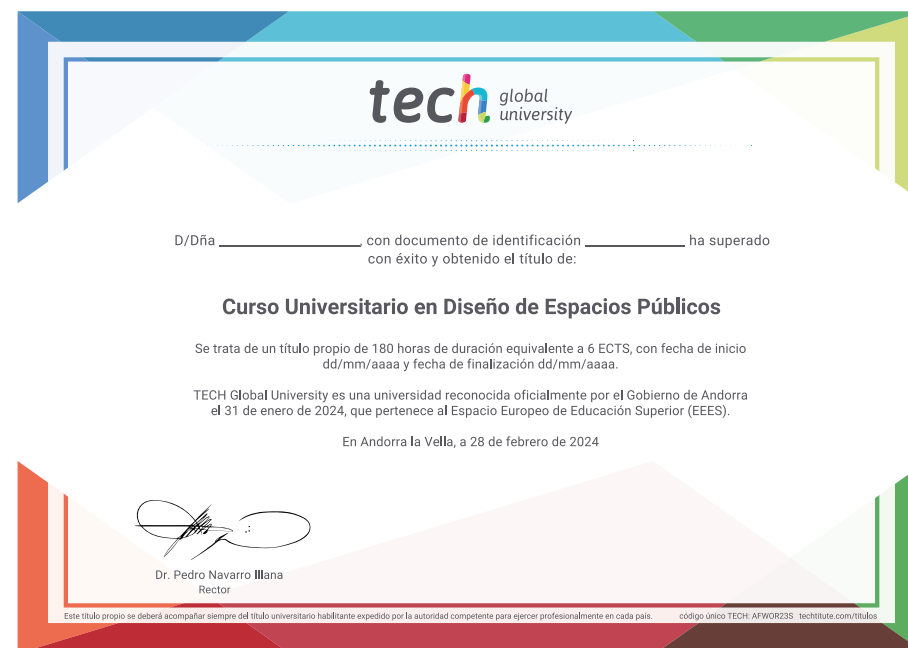 tech global university
D/Dña ____________________, con documento de identificación ______________ ha superado
con éxito y obtenido el título de:
Curso Universitario en Diseño de Espacios Públicos
Se trata de un título propio de 180 horas de duración equivalente a 6 ECTS, con fecha de inicio
dd/mm/aaaa y fecha de finalización dd/mm/aaaa.
TECH Global University es una universidad reconocida oficialmente por el Gobierno de Andorra
el 31 de enero de 2024, que pertenece al Espacio Europeo de Educación Superior (EEES).
En Andorra la Vella, a 28 de febrero de 2024
Dr. Pedro Navarro Illana
Rector
Este título propio se deberá acompañar siempre del título universitario habilitante expedido por la autoridad competente para ejercer profesionalmente en cada país. código único TECH: AFWOR23S techtitute.com/titulos